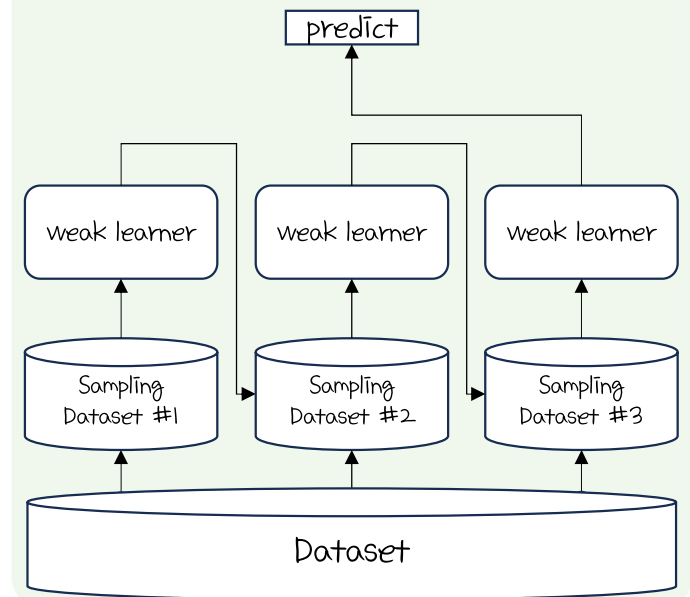 predict
weak learner
weak learner
weak learner
Sampling
Dataset #1
Sampling
Dataset #2
Sampling
Dataset #3
Dataset